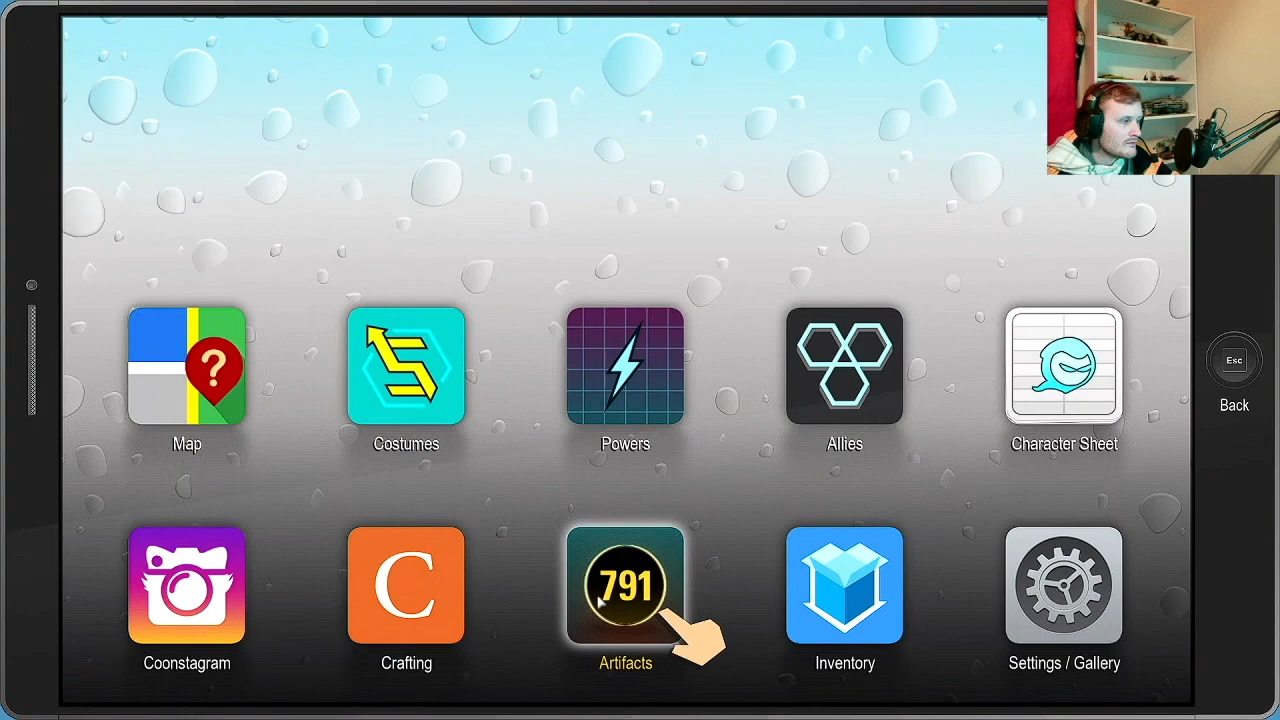 ?
Esc
Back
Map
Costumes
Powers
Allies
Character Sheet
C
791
Coonstagram
Crafting
Artifacts
Inventory
Settings / Gallery